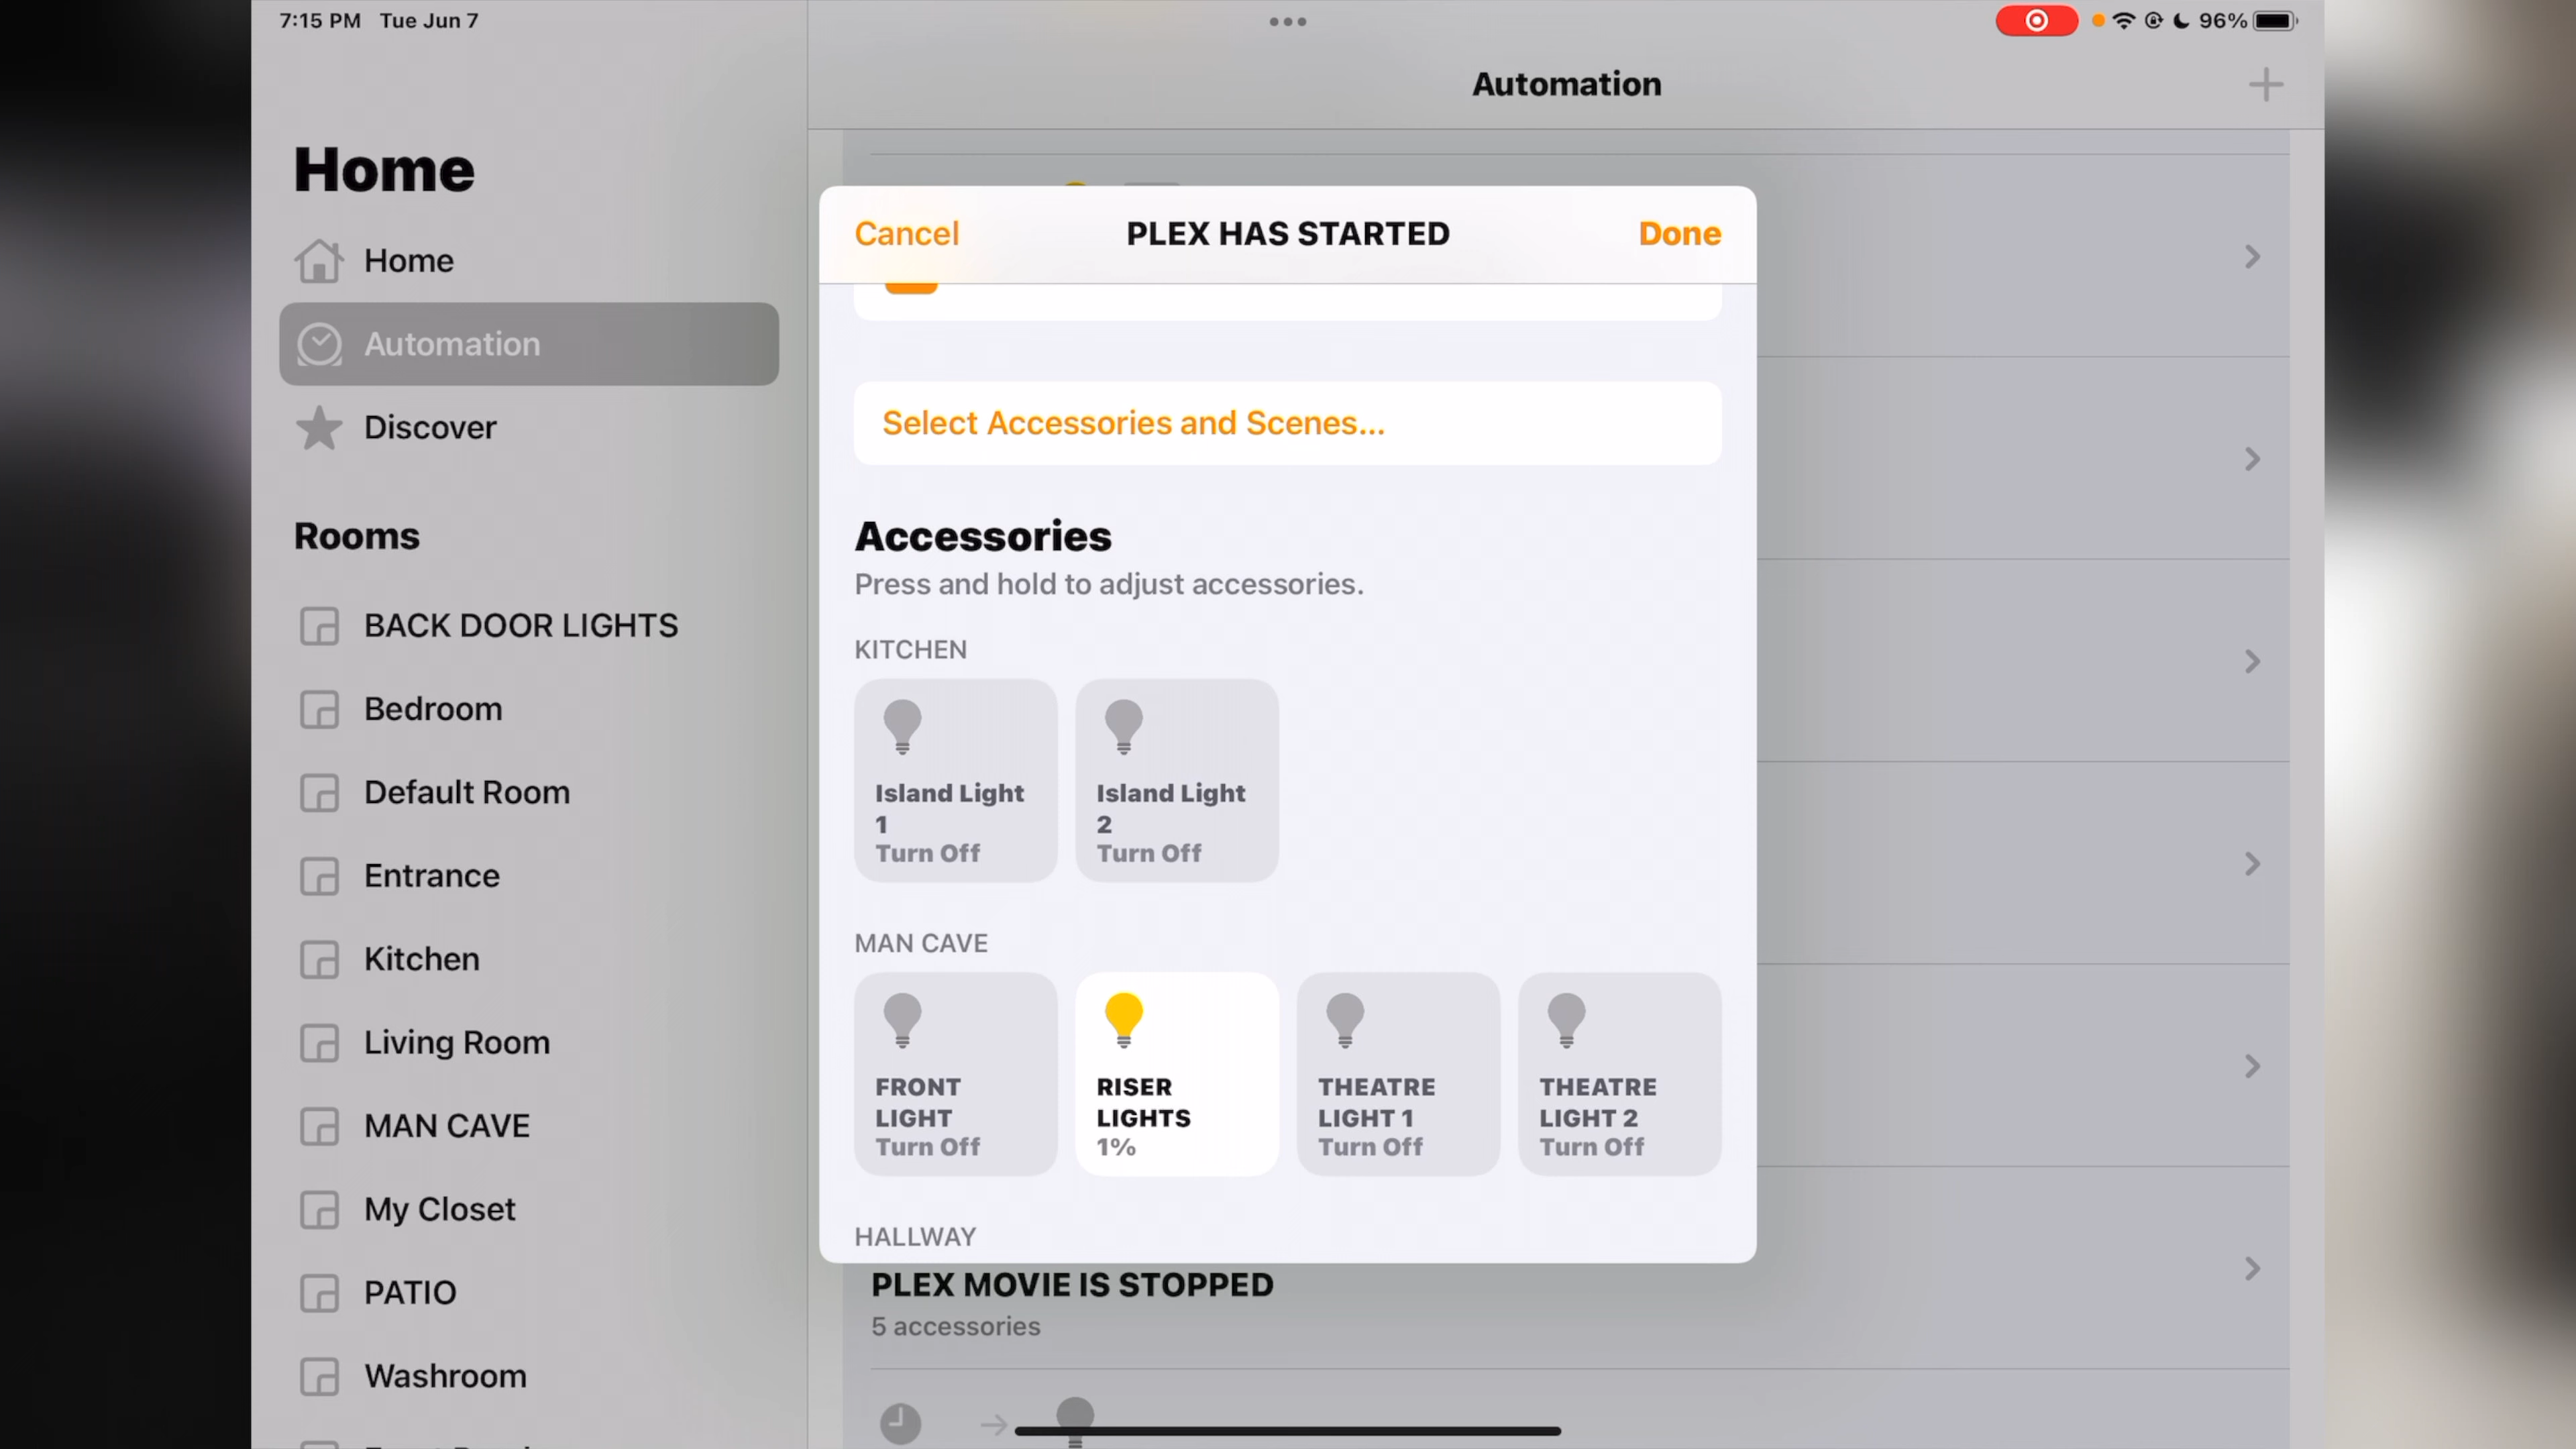 7:15 PM Tue Jun 7
96%
Home
Home
Automation
Discover
Rooms
BACK DOOR LIGHTS
Bedroom
Default Room
Entrance
Kitchen
Living Room
MAN CAVE
My Closet
PATIO
Washroom
Automation
Cancel
PLEX HAS STARTED
Done
Select Accessories and Scenes...
Accessories
Press and hold to adjust accessories.
KITCHEN
Island Light
1
Turn Off
Island Light
2
Turn Off
MAN CAVE
FRONT
LIGHT
Turn Off
RISER
LIGHTS
1%
THEATRE
LIGHT 1
Turn Off
THEATRE
LIGHT 2
Turn Off
HALLWAY
PLEX MOVIE IS STOPPED
5 accessories